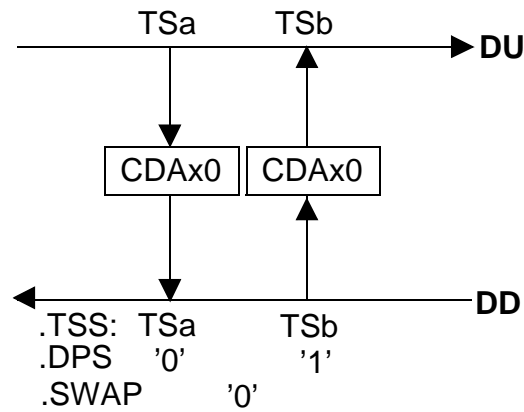 TSa TSb
DU
CDAx0 CDAx0
DD
.TSS: TSa TSb
.DPS ’0’ ’1’
.SWAP ’0’